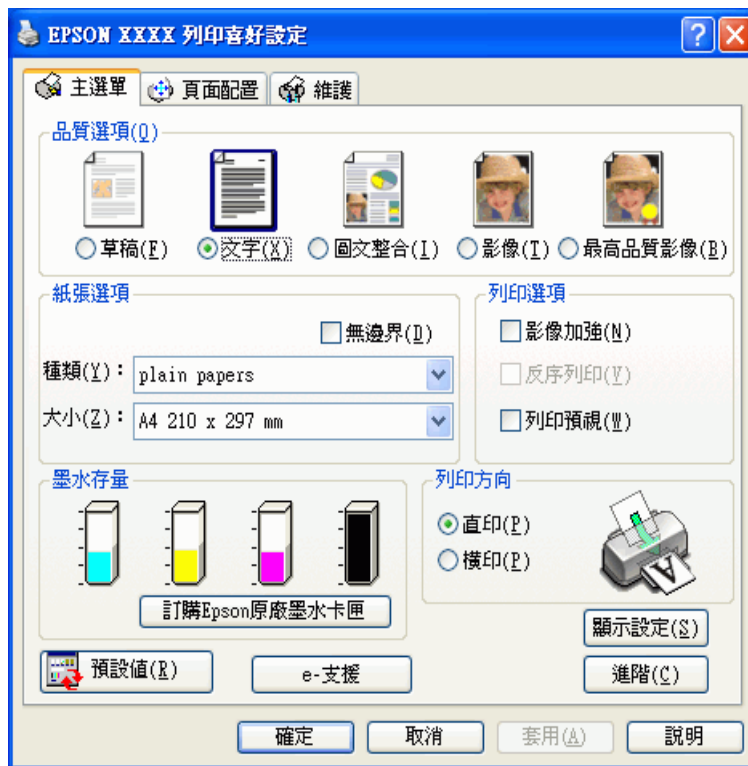 EPSON XXXX 列印喜好設定
主選單 頁面配置 維護
品質選項(Q)
草稿(F) 文字(X) 圖文整合(I) 影像(T) 最高品質影像(B)
紙張選項
無邊界(D)
種類(Y): plain papers
大小(Z): A4 210 x 297 mm
列印選項
影像加強(N)
反序列印(V)
列印預視(W)
墨水存量
訂購Epson原廠墨水卡匣
列印方向
直印(P)
橫印(P)
A
顯示設定(S)
預設值(R) e-支援 進階(C)
確定 取消 套用(A) 說明